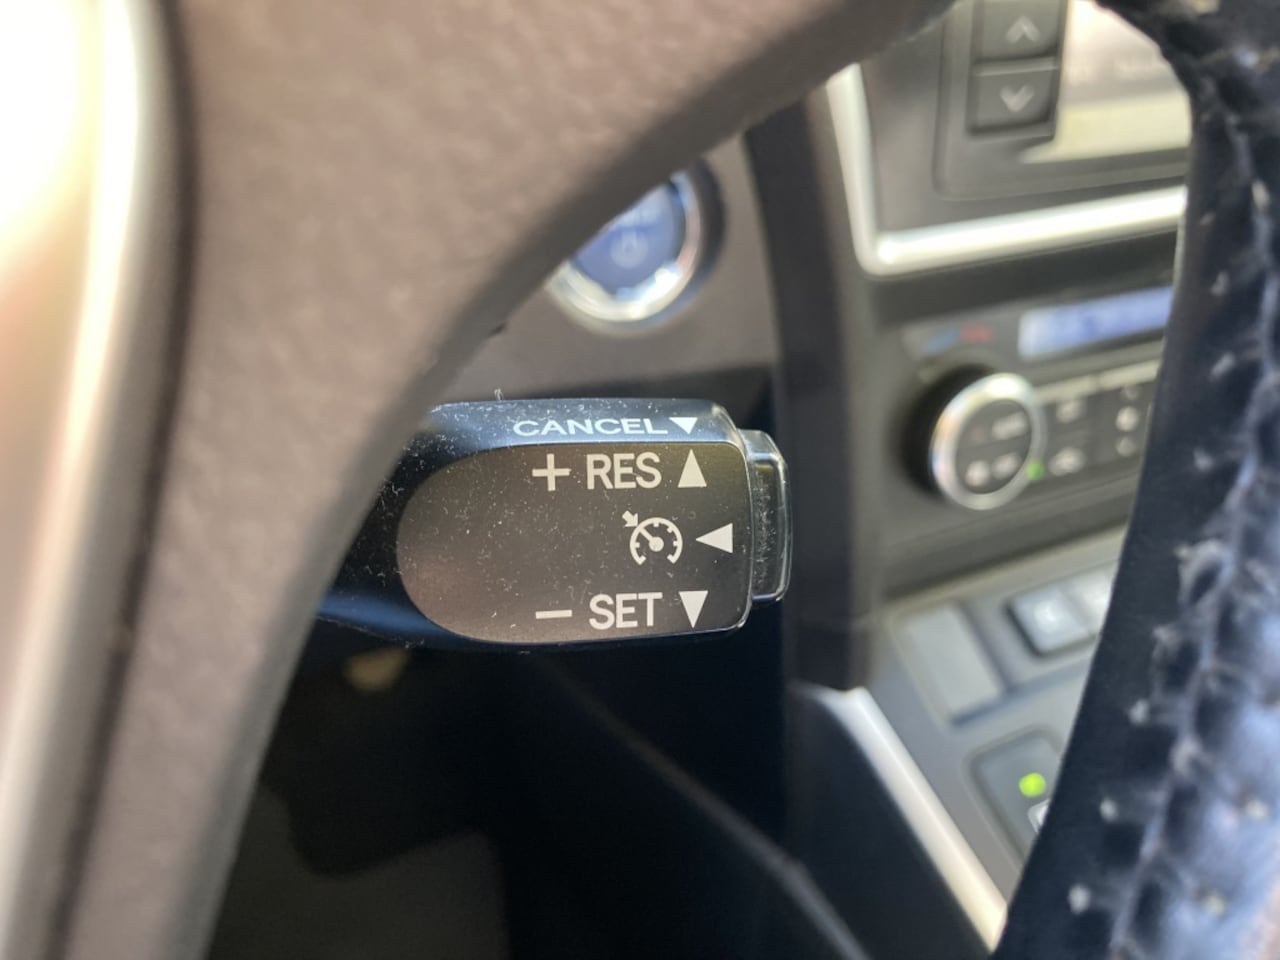 CANCEL▼
+ RES ▲
◀
− SET ▼